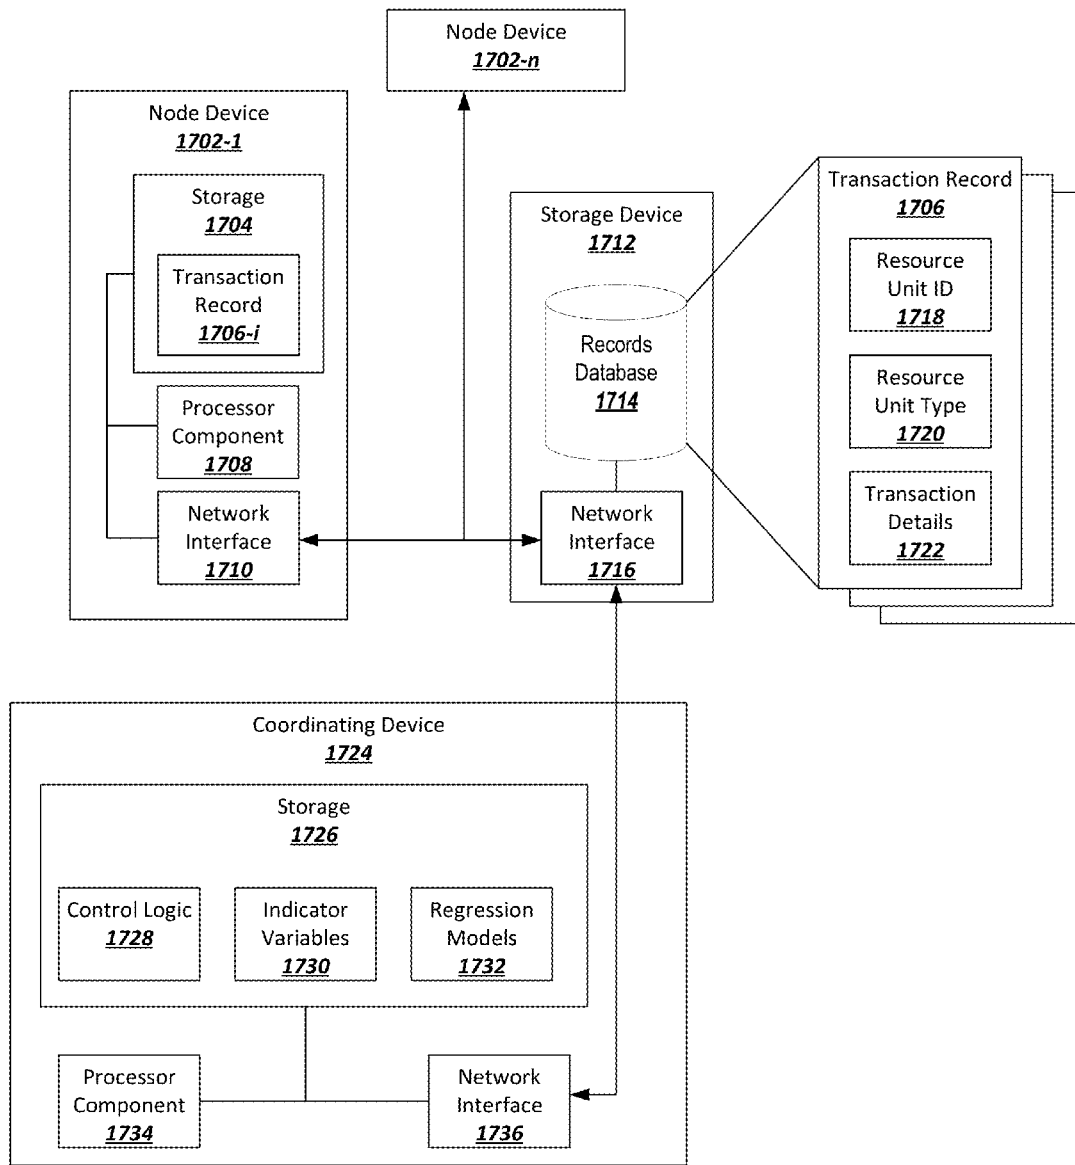 Node Device
1702-n
Node Device
1702-1
Storage
1704
Transaction
Record
1706-i
Processor
Component
1708
Network
Interface
1710
Storage Device
1712
Records
Database
1714
Network
Interface
1716
Transaction Record
1706
Resource
Unit ID
1718
Resource
Unit Type
1720
Transaction
Details
1722
Coordinating Device
1724
Storage
1726
Control Logic
1728
Indicator
Variables
1730
Regression
Models
1732
Processor
Component
1734
Network
Interface
1736